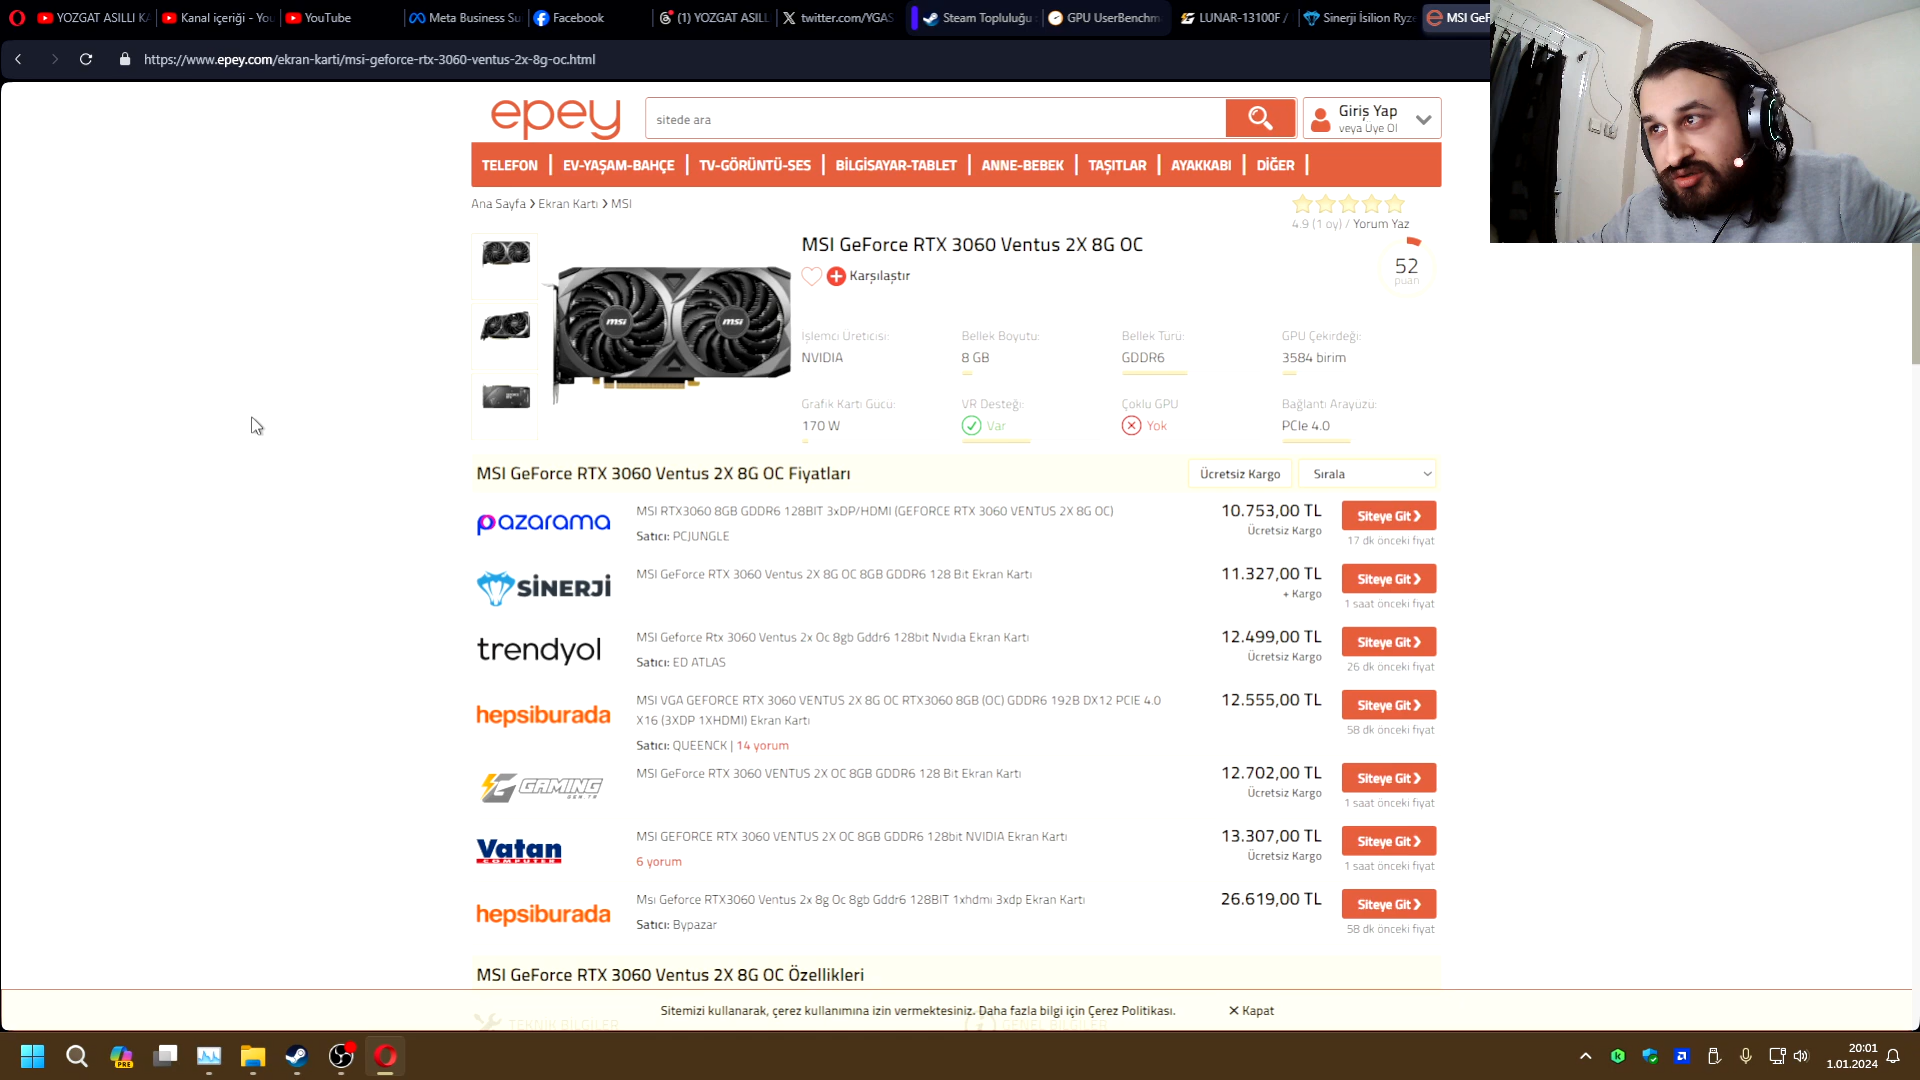 YOZGAT ASILLI KA
Kanal içeriği - You
YouTube
Meta Business Su
Facebook
(1) YOZGAT ASILL
twitter.com/YGAS
Steam Topluluğu
GPU UserBenchm
LUNAR-13100F /
Sinerji İsilion Ryze
MSI GeF
https://www.epey.com/ekran-karti/msi-geforce-rtx-3060-ventus-2x-8g-oc.html
epey
sitede ara
Giriş Yap
veya Üye Ol
TELEFON
EV-YAŞAM-BAHÇE
TV-GÖRÜNTÜ-SES
BİLGİSAYAR-TABLET
ANNE-BEBEK
TAŞITLAR
AYAKKABI
DİĞER
Ana Sayfa > Ekran Kartı > MSI
4.9 (1 oy) / Yorum Yaz
MSI GeForce RTX 3060 Ventus 2X 8G OC
52
puan
Karşılaştır
msi
msi
İşlemci Üreticisi:
Bellek Boyutu:
Bellek Türü:
GPU Çekirdeği:
NVIDIA
8 GB
GDDR6
3584 birim
Grafik Kartı Gücü:
VR Desteği:
Çoklu GPU
Bağlantı Arayüzü:
170 W
Var
Yok
PCIe 4.0
MSI GeForce RTX 3060 Ventus 2X 8G OC Fiyatları
Ücretsiz Kargo
Sırala
pazarama
MSI RTX3060 8GB GDDR6 128BIT 3xDP/HDMI (GEFORCE RTX 3060 VENTUS 2X 8G OC)
Satıcı: PCJUNGLE
10.753,00 TL
Ücretsiz Kargo
Siteye Git
17 dk önceki fiyat
SİNERJİ
MSI GeForce RTX 3060 Ventus 2X 8G OC 8GB GDDR6 128 Bit Ekran Kartı
11.327,00 TL
+ Kargo
Siteye Git
1 saat önceki fiyat
trendyol
MSI Geforce Rtx 3060 Ventus 2x Oc 8gb Gddr6 128bit Nvidia Ekran Kartı
Satıcı: ED ATLAS
12.499,00 TL
Ücretsiz Kargo
Siteye Git
26 dk önceki fiyat
hepsiburada
MSI VGA GEFORCE RTX 3060 VENTUS 2X 8G OC RTX3060 8GB (OC) GDDR6 192B DX12 PCIE 4.0
X16 (3XDP 1XHDMI) Ekran Kartı
Satıcı: QUEENCK | 14 yorum
12.555,00 TL
Siteye Git
58 dk önceki fiyat
GAMING
GEN.TR
MSI GeForce RTX 3060 VENTUS 2X OC 8GB GDDR6 128 Bit Ekran Kartı
12.702,00 TL
Ücretsiz Kargo
Siteye Git
1 saat önceki fiyat
Vatan
COMPUTER
MSI GEFORCE RTX 3060 VENTUS 2X OC 8GB GDDR6 128bit NVIDIA Ekran Kartı
6 yorum
13.307,00 TL
Ücretsiz Kargo
Siteye Git
1 saat önceki fiyat
hepsiburada
Msı Geforce RTX3060 Ventus 2x 8g Oc 8gb Gddr6 128BIT 1xhdmı 3xdp Ekran Kartı
Satıcı: Bypazar
26.619,00 TL
Siteye Git
58 dk önceki fiyat
MSI GeForce RTX 3060 Ventus 2X 8G OC Özellikleri
Sitemizi kullanarak, çerez kullanımına izin vermektesiniz. Daha fazla bilgi için Çerez Politikası.
Kapat
TEKNİK BİLGİLER
GENEL BİLGİLER
PRE
20:01
1.01.2024